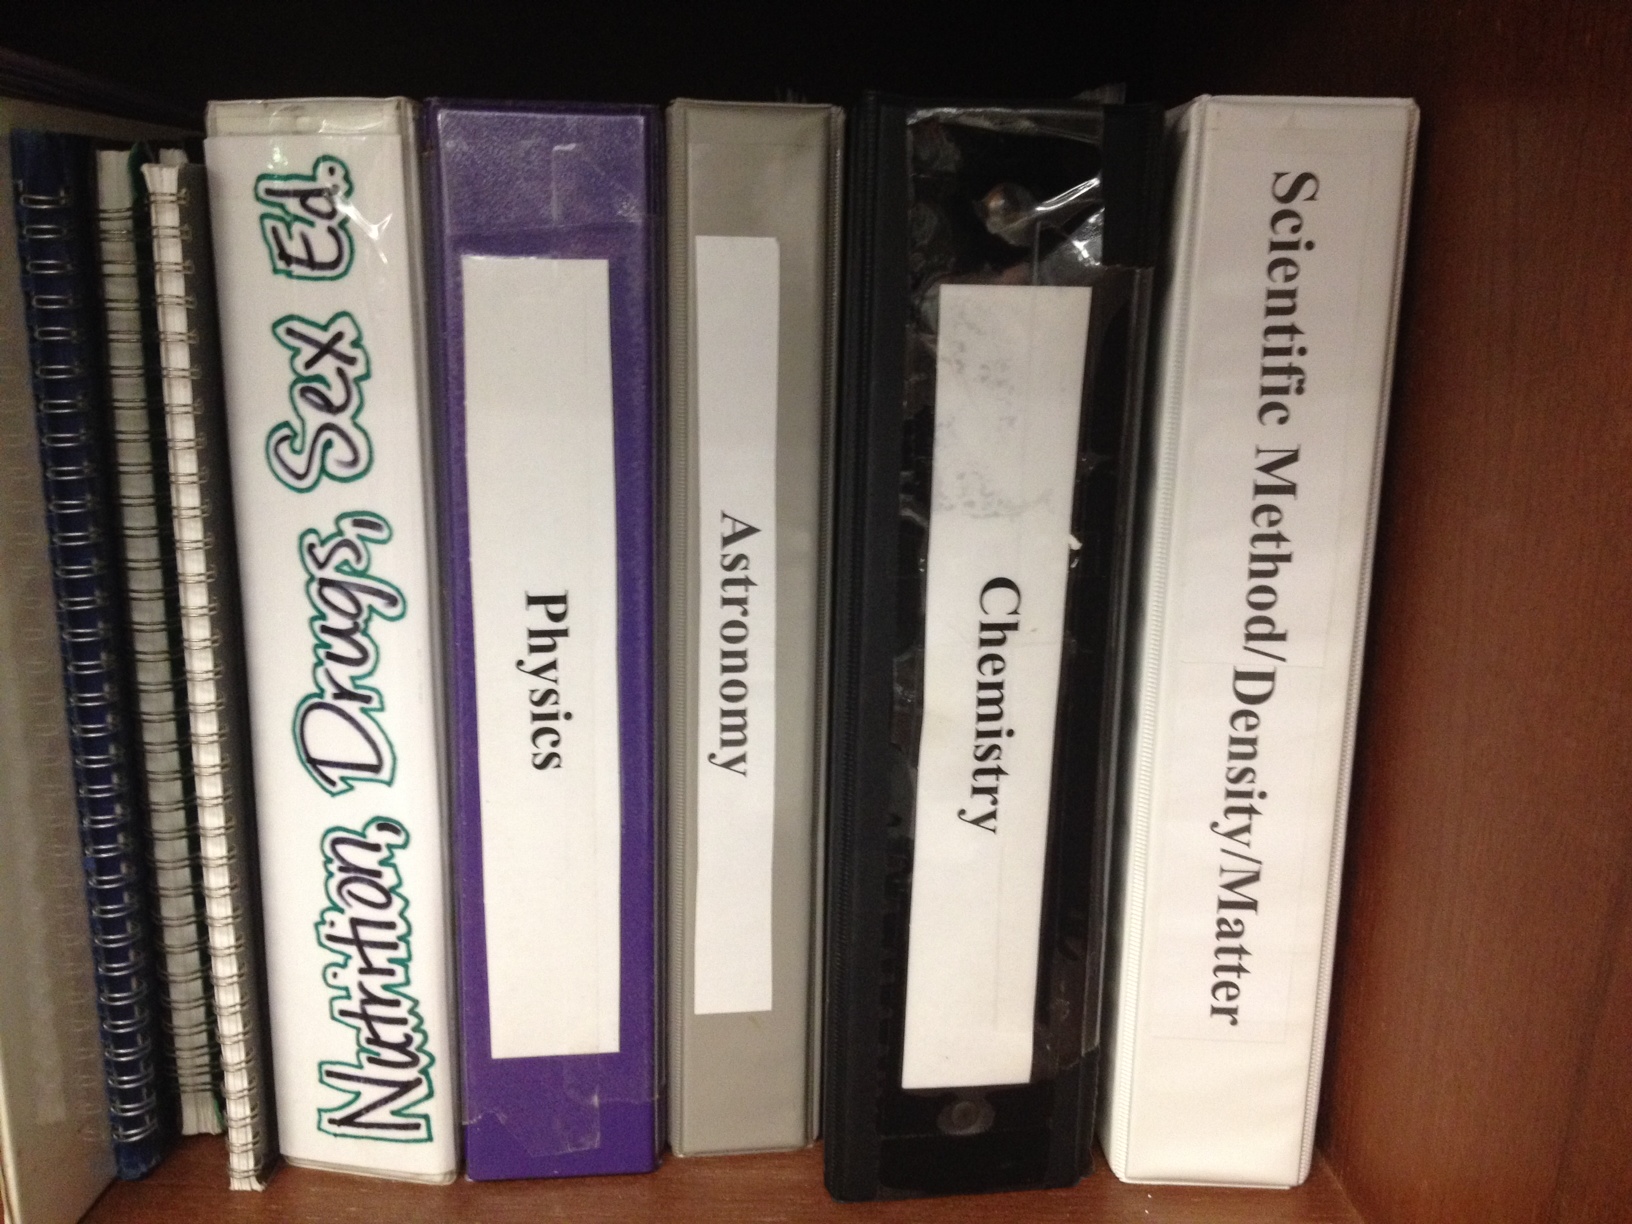 Nutrition, Drugs, Sex Ed.
Physics
Astronomy
Chemistry
Scientific Method/Density/Matter